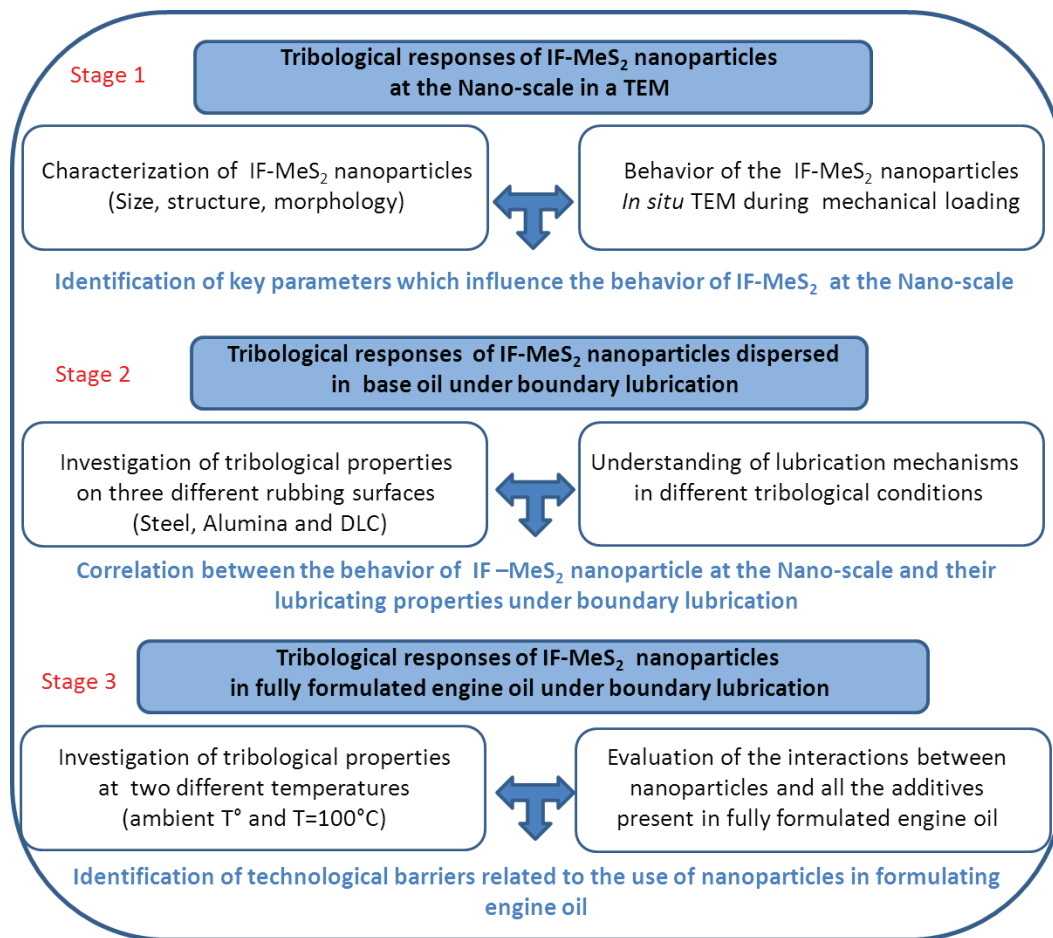 Stage 1
Tribological responses of IF-MeS₂ nanoparticles
at the Nano-scale in a TEM
Characterization of IF-MeS₂ nanoparticles
(Size, structure, morphology)
Behavior of the IF-MeS₂ nanoparticles
In situ TEM during mechanical loading
Identification of key parameters which influence the behavior of IF-MeS₂ at the Nano-scale
Stage 2
Tribological responses of IF-MeS₂ nanoparticles dispersed
in base oil under boundary lubrication
Investigation of tribological properties
on three different rubbing surfaces
(Steel, Alumina and DLC)
Understanding of lubrication mechanisms
in different tribological conditions
Correlation between the behavior of IF –MeS₂ nanoparticle at the Nano-scale and their
lubricating properties under boundary lubrication
Stage 3
Tribological responses of IF-MeS₂ nanoparticles
in fully formulated engine oil under boundary lubrication
Investigation of tribological properties
at two different temperatures
(ambient T° and T=100°C)
Evaluation of the interactions between
nanoparticles and all the additives
present in fully formulated engine oil
Identification of technological barriers related to the use of nanoparticles in formulating
engine oil